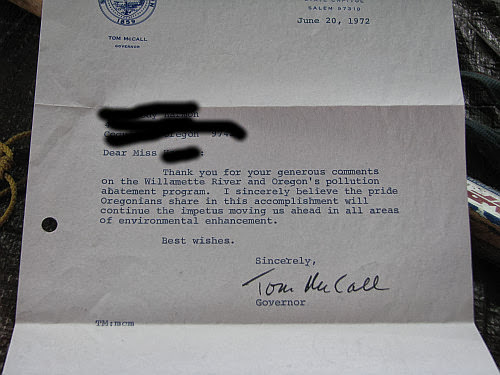 1859
SALEM 97310
June 20, 1972
TOM McCALL
GOVERNOR
Oregon 974
Dear Miss :
Thank you for your generous comments
on the Willamette River and Oregon's pollution
abatement program. I sincerely believe the pride
Oregonians share in this accomplishment will
continue the impetus moving us ahead in all areas
of environmental enhancement.
Best wishes.
Sincerely,
Tom McCall
Governor
TM:mcm